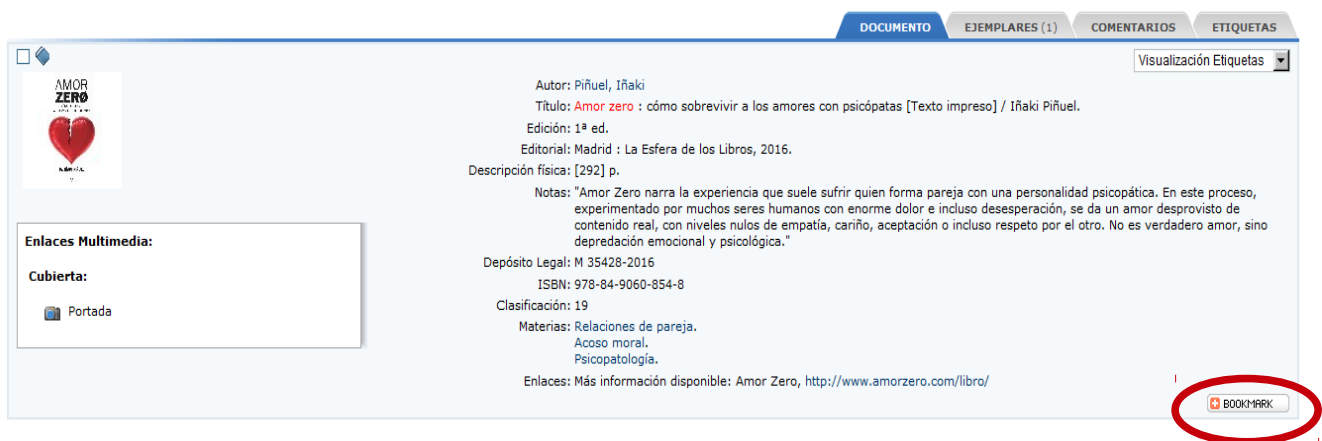 DOCUMENTO
EJEMPLARES (1)
COMENTARIOS
ETIQUETAS
Visualización Etiquetas
AMOR
ZERØ
Autor: Piñuel, Iñaki
Título: Amor zero : cómo sobrevivir a los amores con psicópatas [Texto impreso] / Iñaki Piñuel.
Edición: 1ª ed.
Editorial: Madrid : La Esfera de los Libros, 2016.
Descripción física: [292] p.
Notas: "Amor Zero narra la experiencia que suele sufrir quien forma pareja con una personalidad psicopática. En este proceso,
experimentado por muchos seres humanos con enorme dolor e incluso desesperación, se da un amor desprovisto de
contenido real, con niveles nulos de empatía, cariño, aceptación o incluso respeto por el otro. No es verdadero amor, sino
depredación emocional y psicológica."
Depósito Legal: M 35428-2016
ISBN: 978-84-9060-854-8
Clasificación: 19
Materias: Relaciones de pareja.
Acoso moral.
Psicopatología.
Enlaces: Más información disponible: Amor Zero, http://www.amorzero.com/libro/
Enlaces Multimedia:
Cubierta:
Portada
BOOKMARK